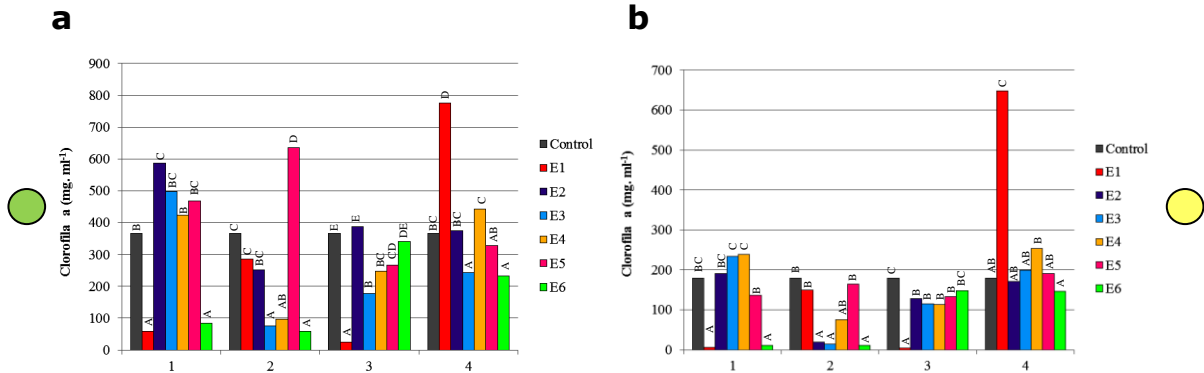 a
900
800
700
600
500
400
300
200
100
0
Clorofila a (mg. ml-1)
B A C BC B BC A
C C BC A AB D A
E A E B BC CD DE
BC D BC A C AB A
1 2 3 4
Control
E1
E2
E3
E4
E5
E6
b
700
600
500
400
300
200
100
0
Clorofila a (mg. ml-1)
BC A BC C C B A
B B A A AB B A
C A B B B B BC
AB C AB AB B AB A
1 2 3 4
Control
E1
E2
E3
E4
E5
E6